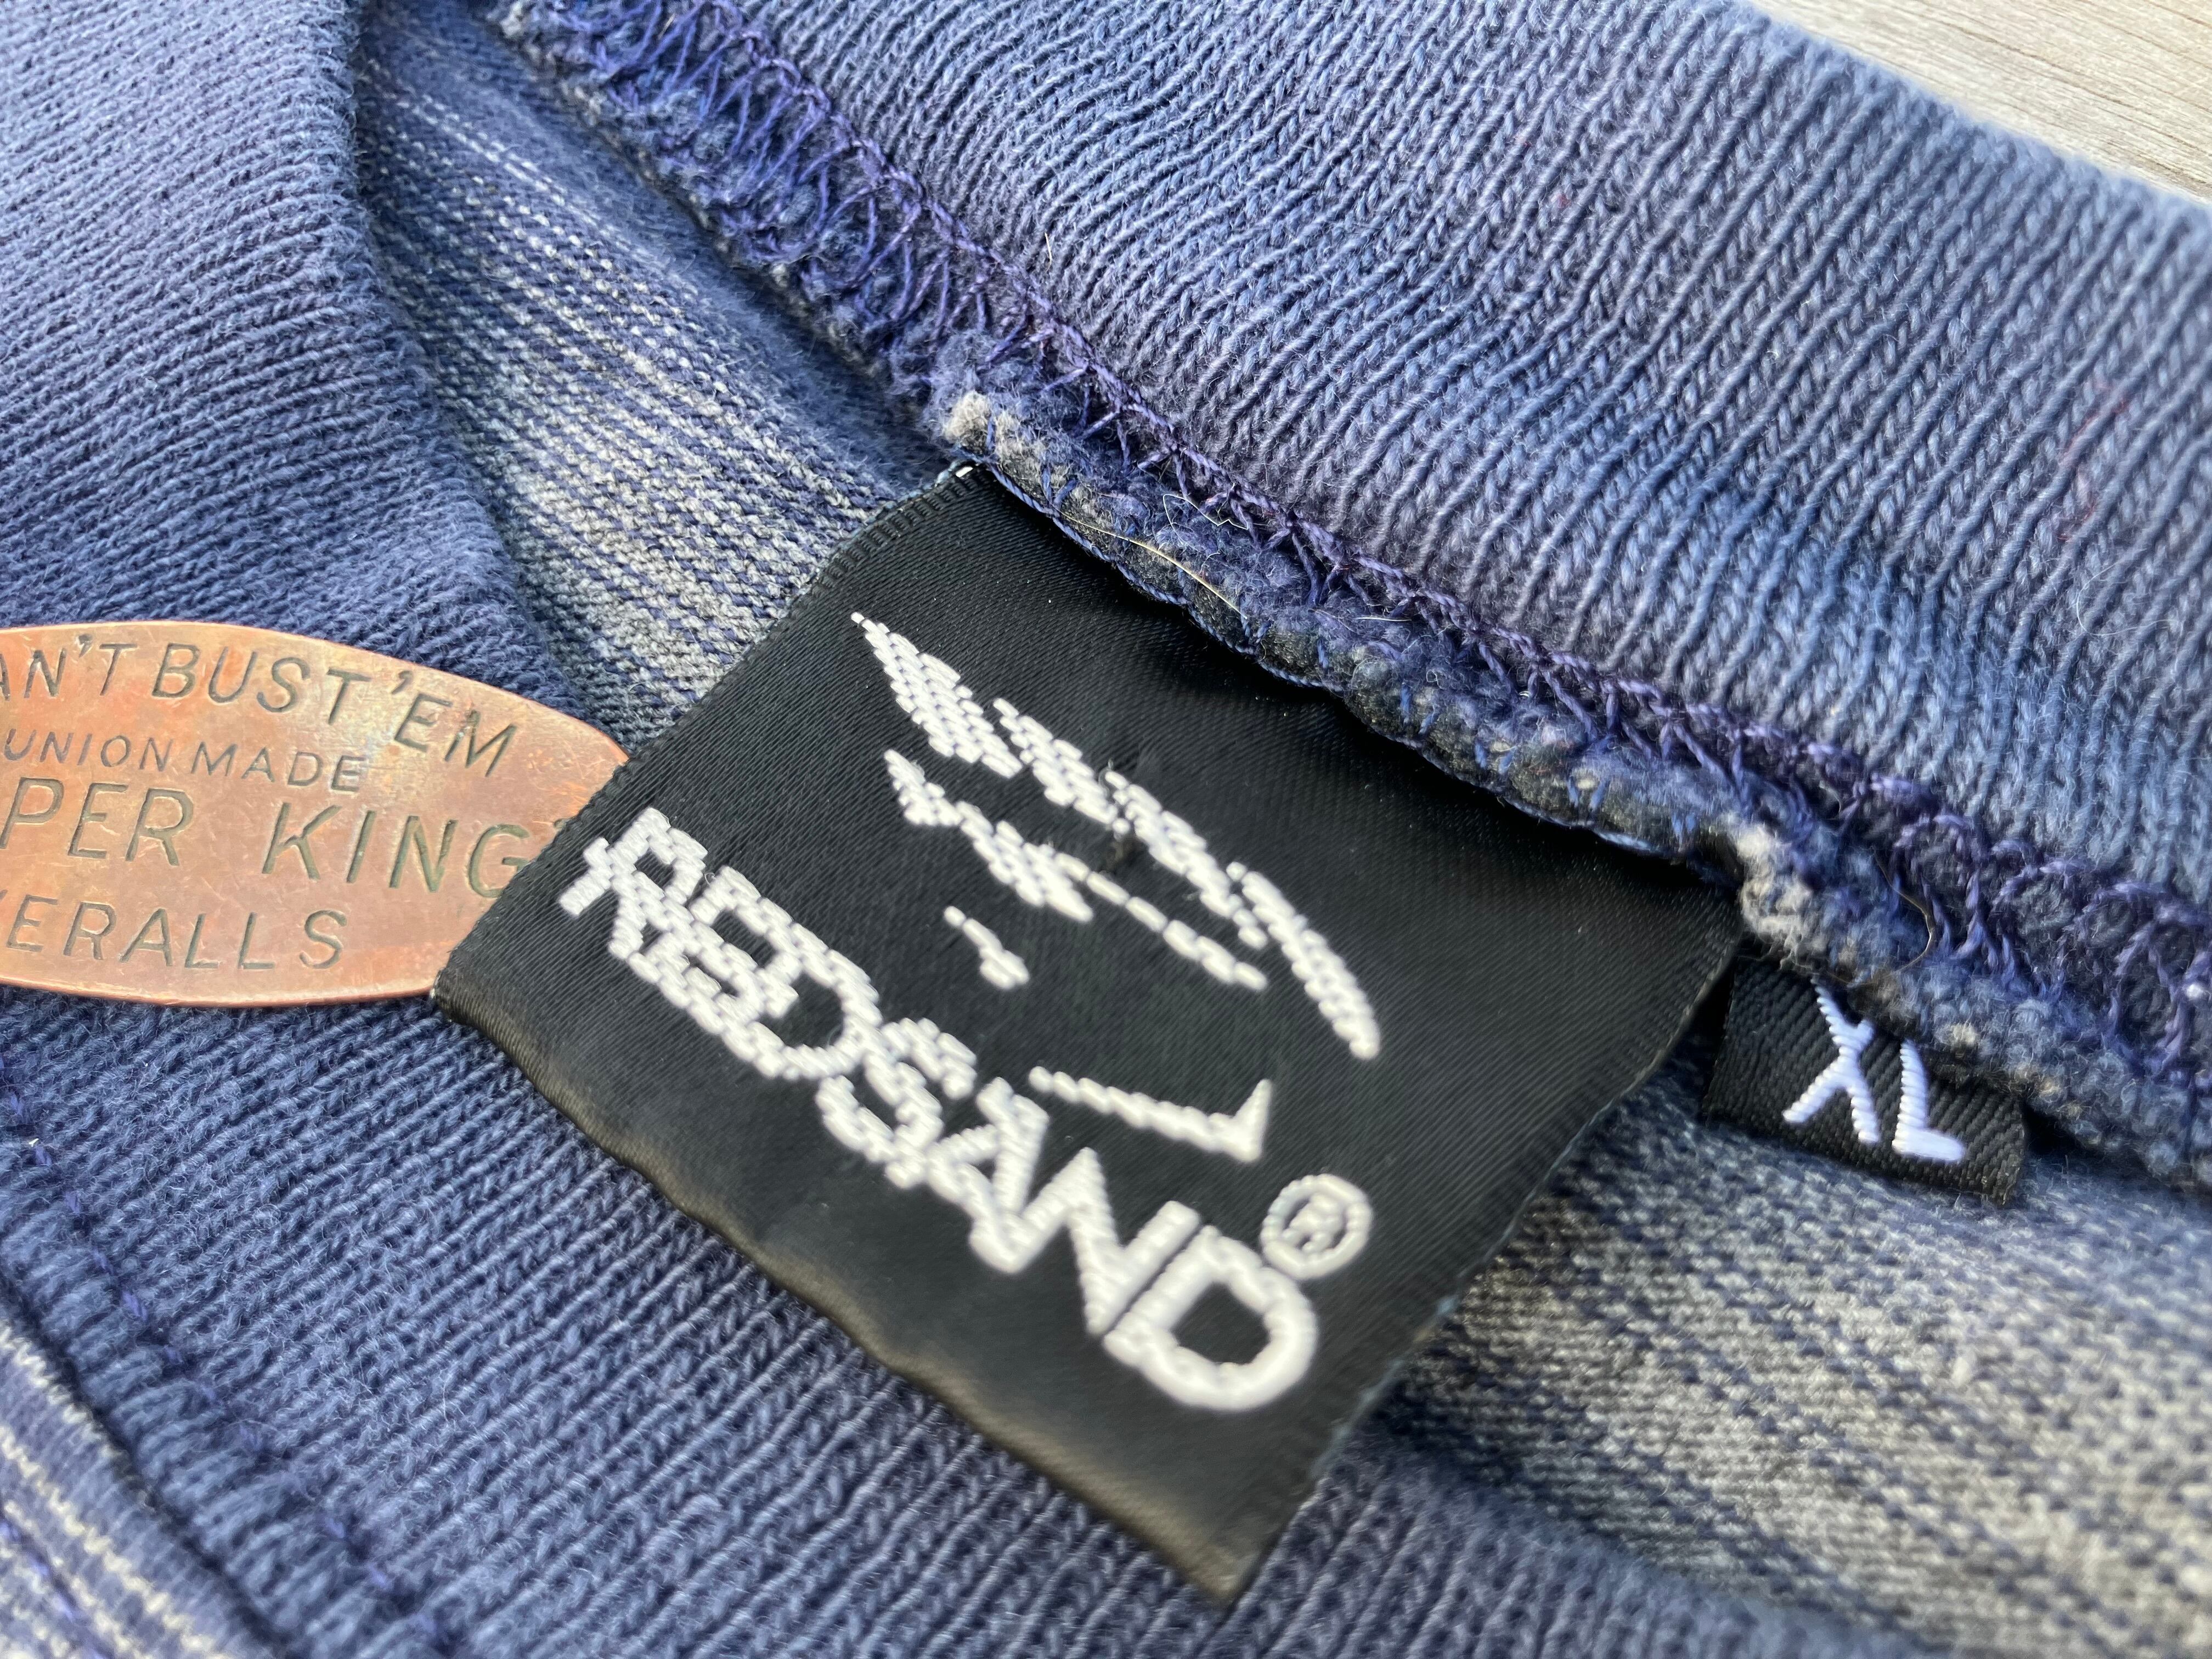 AN'T BUST 'EM
UNION MADE
PER KING
ERALLS
REDSAND®
XL